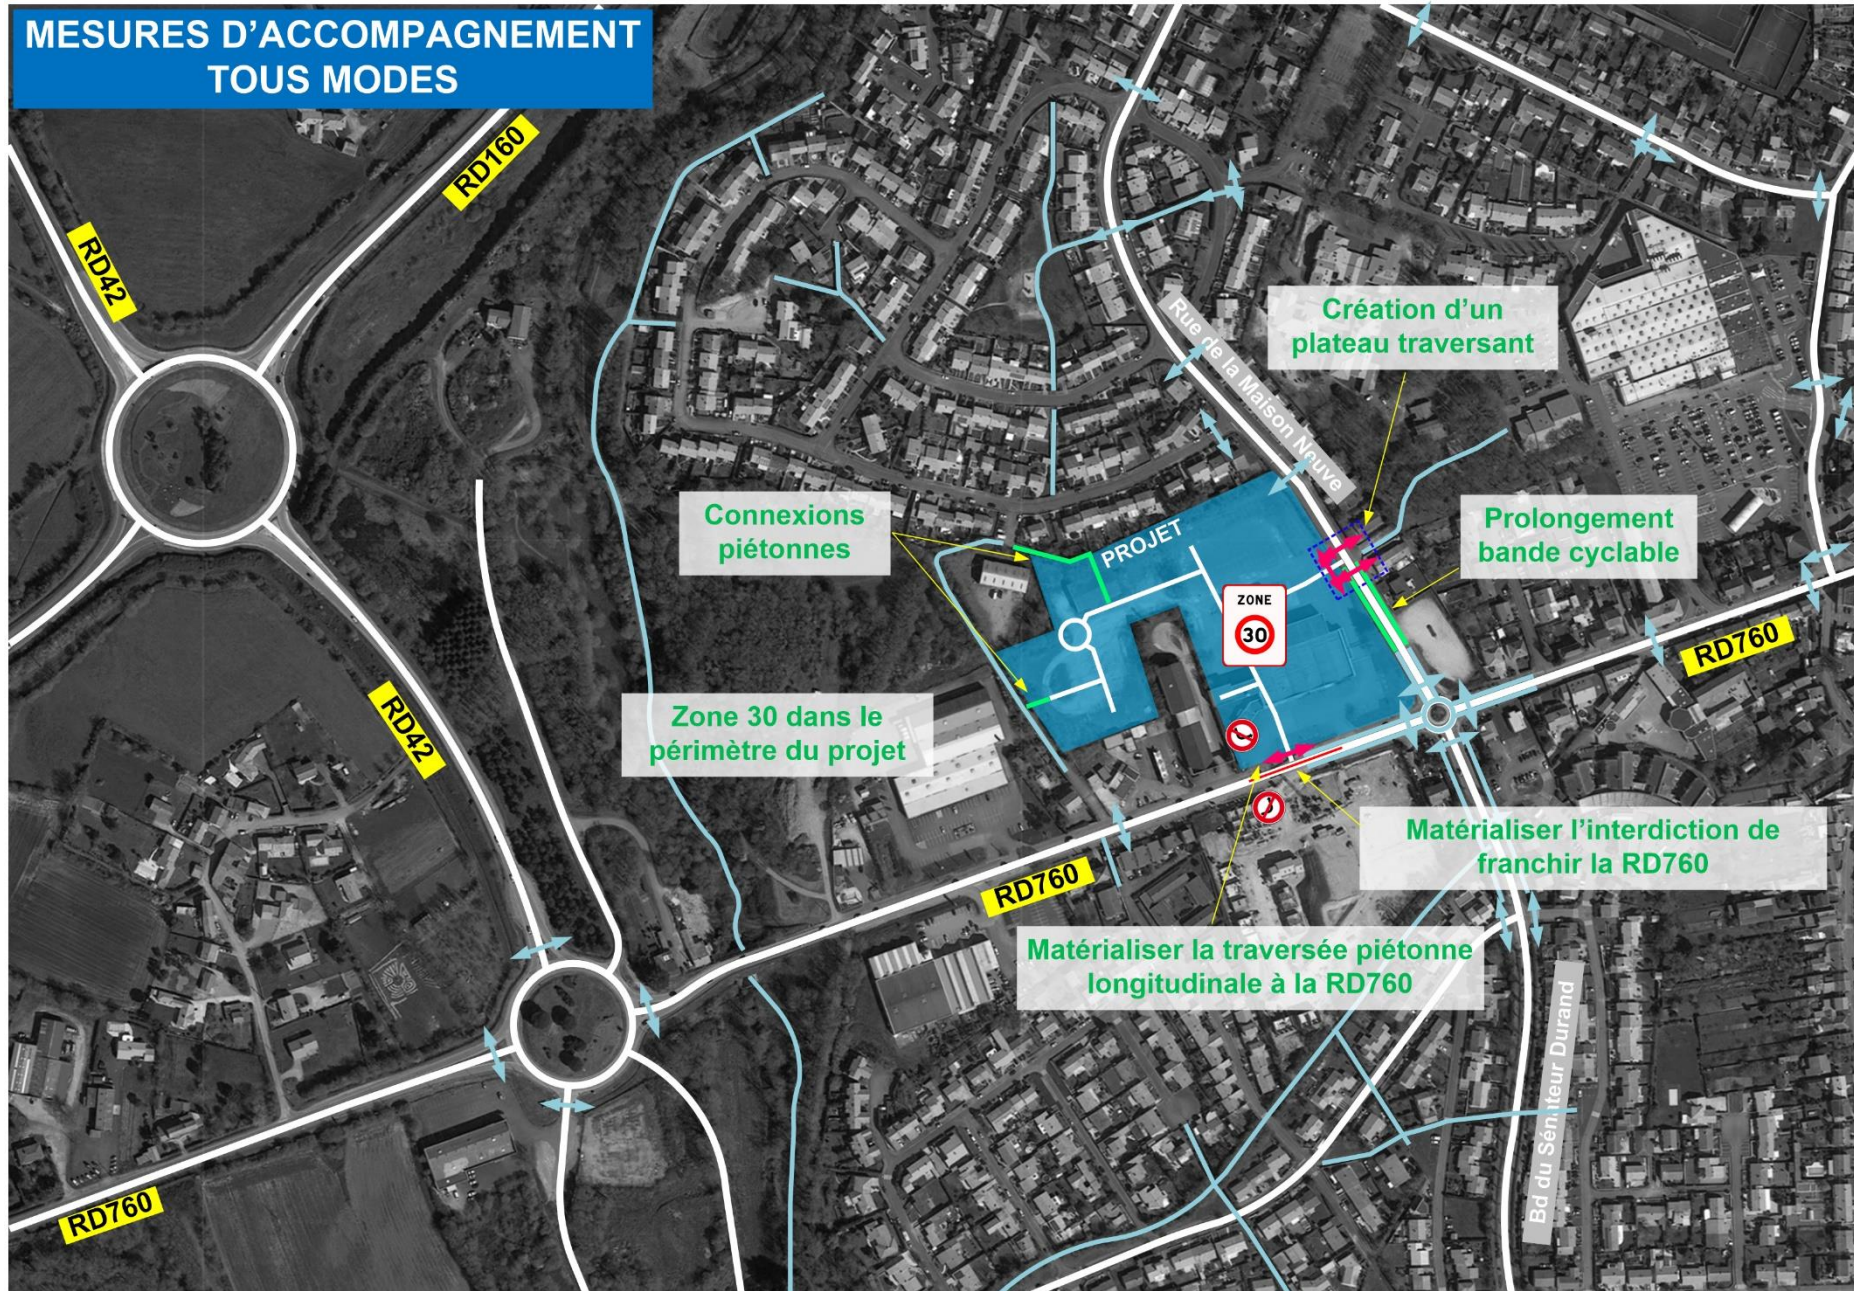 MESURES D'ACCOMPAGNEMENT
TOUS MODES
RD160
RD42
Rue de la Maison Neuve
Création d'un
plateau traversant
Connexions
piétonnes
PROJET
Prolongement
bande cyclable
ZONE
30
RD760
RD42
Zone 30 dans le
périmètre du projet
Matérialiser l'interdiction de
franchir la RD760
RD760
Matérialiser la traversée piétonne
longitudinale à la RD760
Bd du Sénateur Durand
RD760